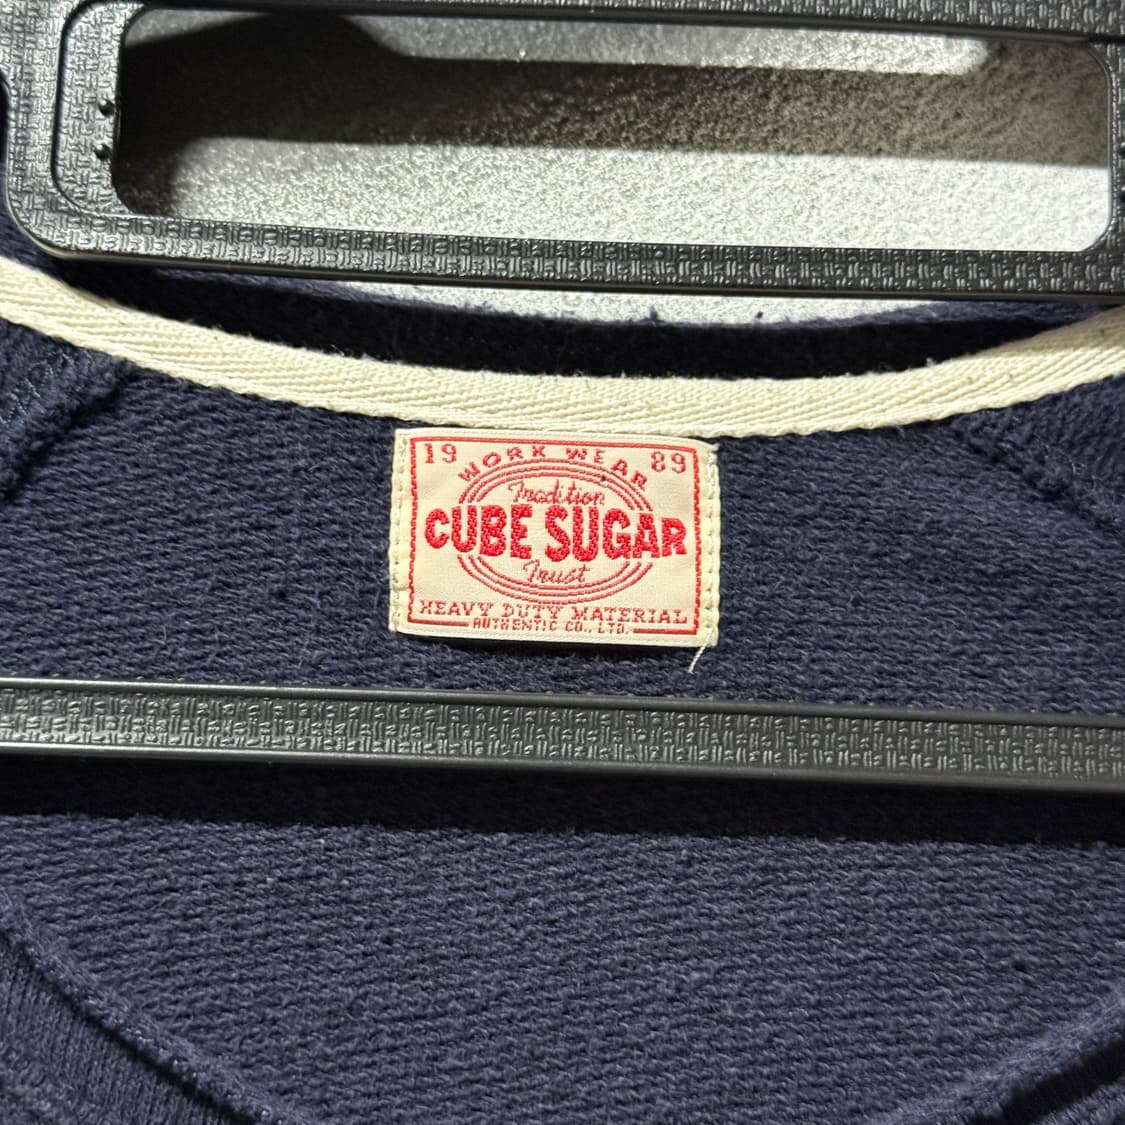 19 WORK WEAR 89
Tradition
CUBE SUGAR
Trust
HEAVY DUTY MATERIAL
AUTHENTIC CO., LTD.